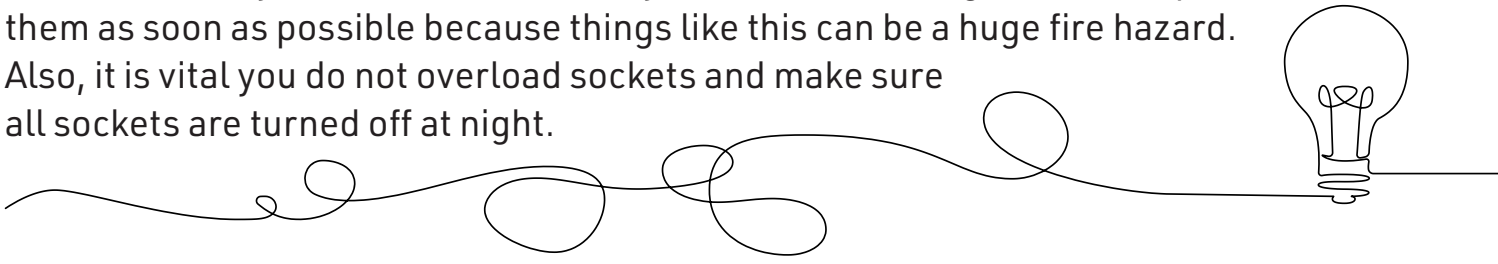 them as soon as possible because things like this can be a huge fire hazard.
Also, it is vital you do not overload sockets and make sure
all sockets are turned off at night.